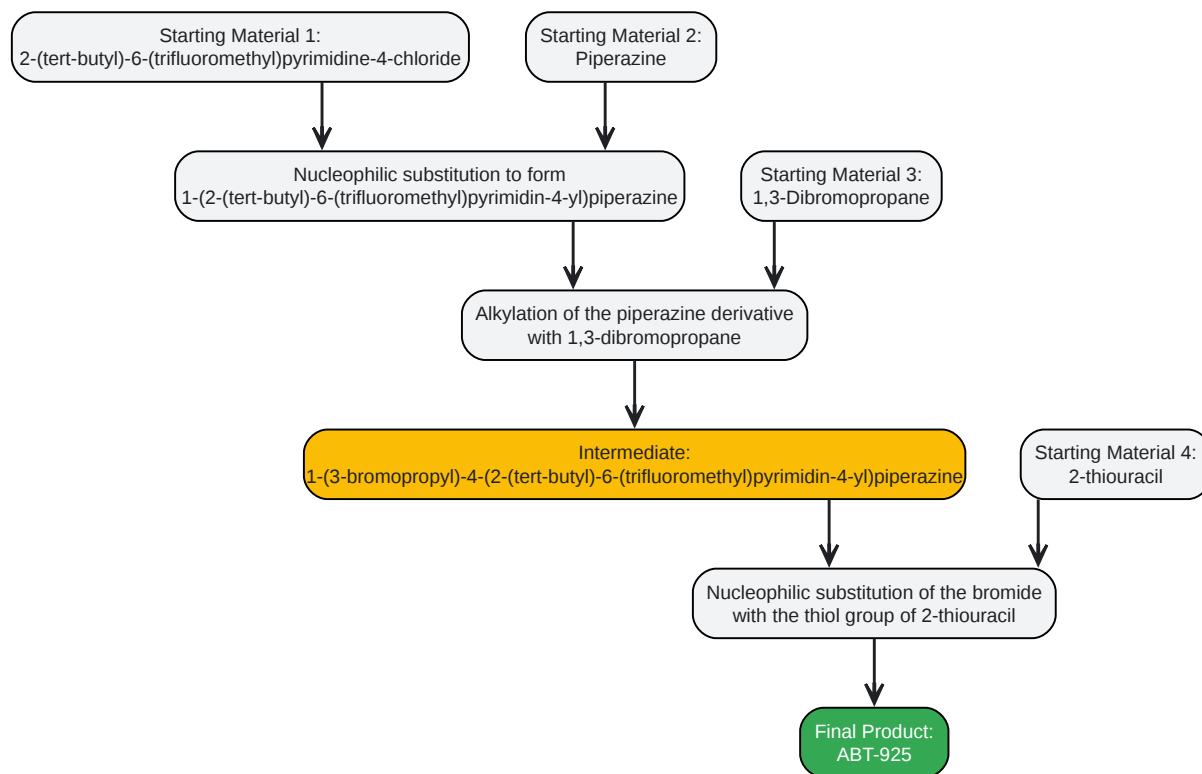 Starting Material 1:
2-(tert-butyl)-6-(trifluoromethyl)pyrimidine-4-chloride
Starting Material 2:
Piperazine
Nucleophilic substitution to form
1-(2-(tert-butyl)-6-(trifluoromethyl)pyrimidin-4-yl)piperazine
Starting Material 3:
1,3-Dibromopropane
Alkylation of the piperazine derivative
with 1,3-dibromopropane
Intermediate:
1-(3-bromopropyl)-4-(2-(tert-butyl)-6-(trifluoromethyl)pyrimidin-4-yl)piperazine
Starting Material 4:
2-thiouracil
Nucleophilic substitution of the bromide
with the thiol group of 2-thiouracil
Final Product:
ABT-925